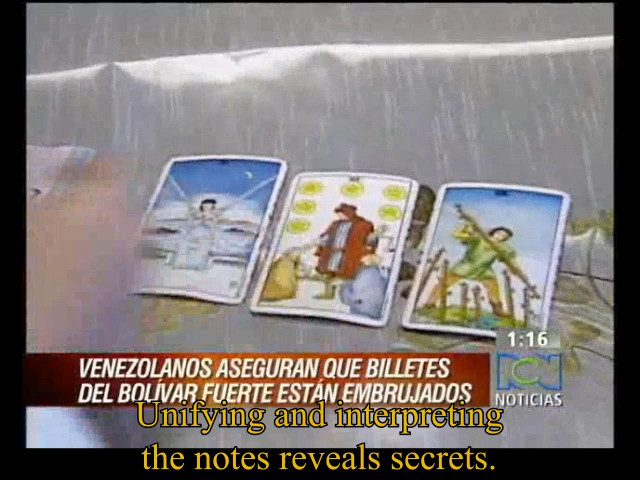 1:16
RCN
VENEZOLANOS ASEGURAN QUE BILLETES
DEL BOLÍVAR FUERTE ESTÁN EMBRUJADOS
NOTICIAS
Unifying and interpreting
the notes reveals secrets.